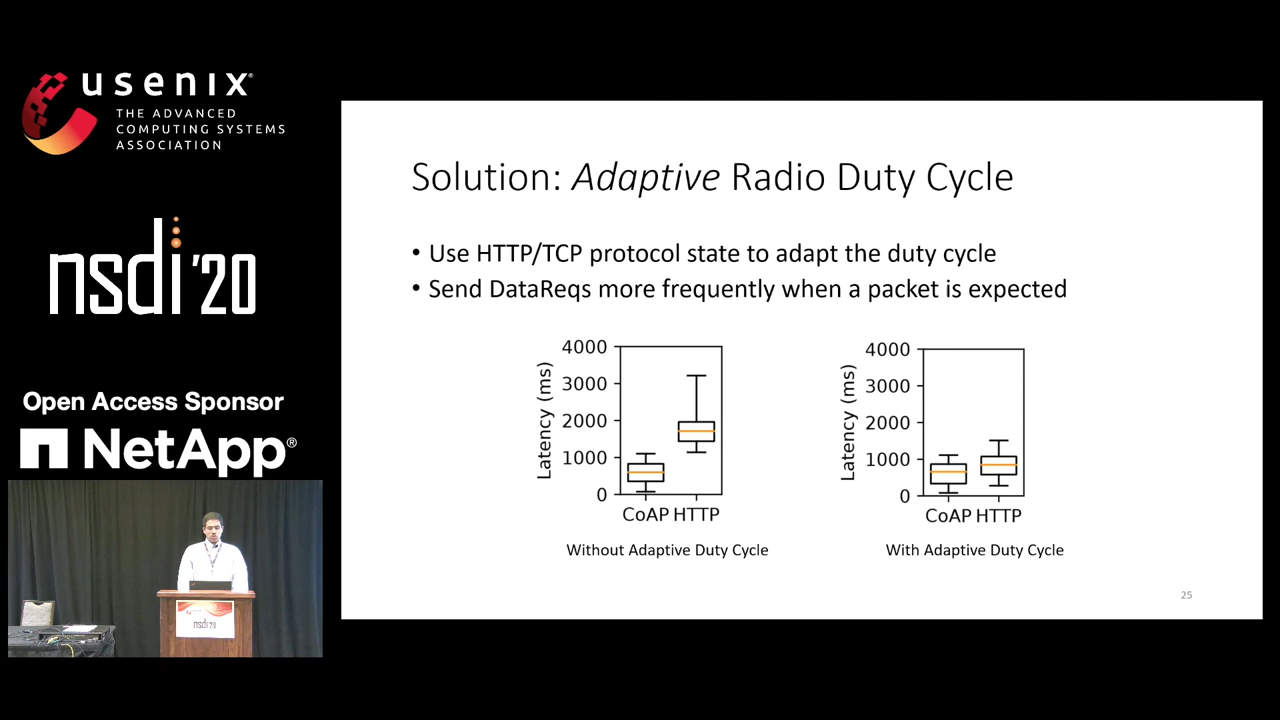 usenix®
THE ADVANCED
COMPUTING SYSTEMS
ASSOCIATION
nsdi '20
Open Access Sponsor
NetApp®
nsdi '20
Solution: Adaptive Radio Duty Cycle
• Use HTTP/TCP protocol state to adapt the duty cycle
• Send DataReqs more frequently when a packet is expected
Latency (ms)
4000
3000
2000
1000
0
CoAP HTTP
Without Adaptive Duty Cycle
Latency (ms)
4000
3000
2000
1000
0
CoAP HTTP
With Adaptive Duty Cycle
25